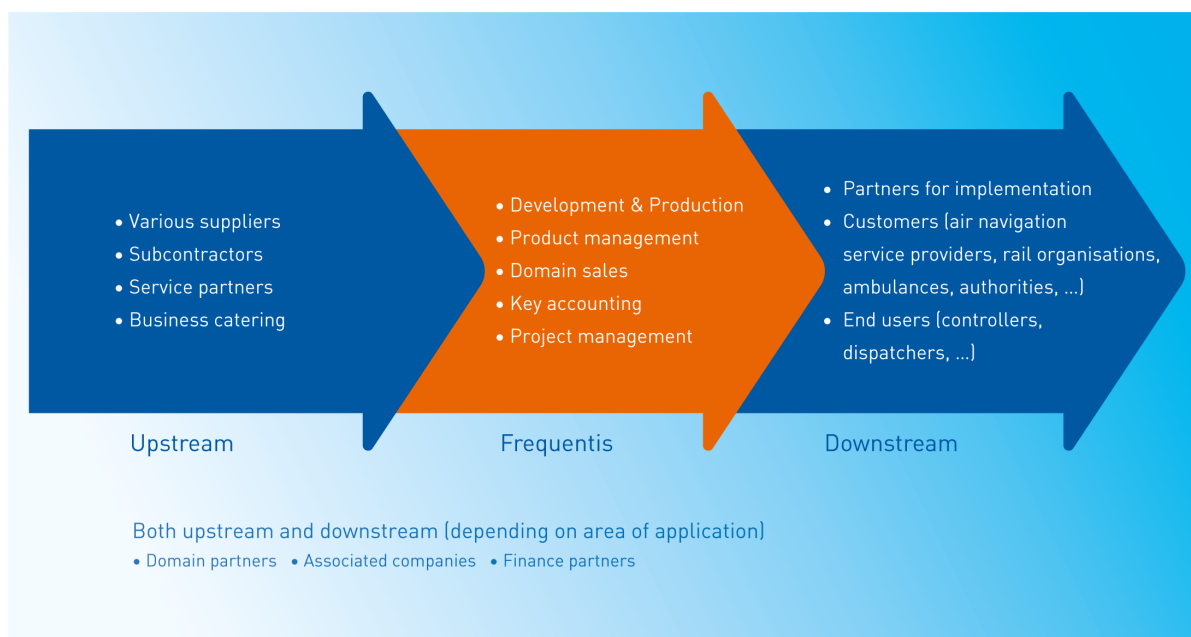 • Various suppliers
• Subcontractors
• Service partners
• Business catering
Upstream
• Development & Production
• Product management
• Domain sales
• Key accounting
• Project management
Frequentis
• Partners for implementation
• Customers (air navigation
service providers, rail organisations,
ambulances, authorities, ...)
• End users (controllers,
dispatchers, ...)
Downstream
Both upstream and downstream (depending on area of application)
• Domain partners • Associated companies • Finance partners